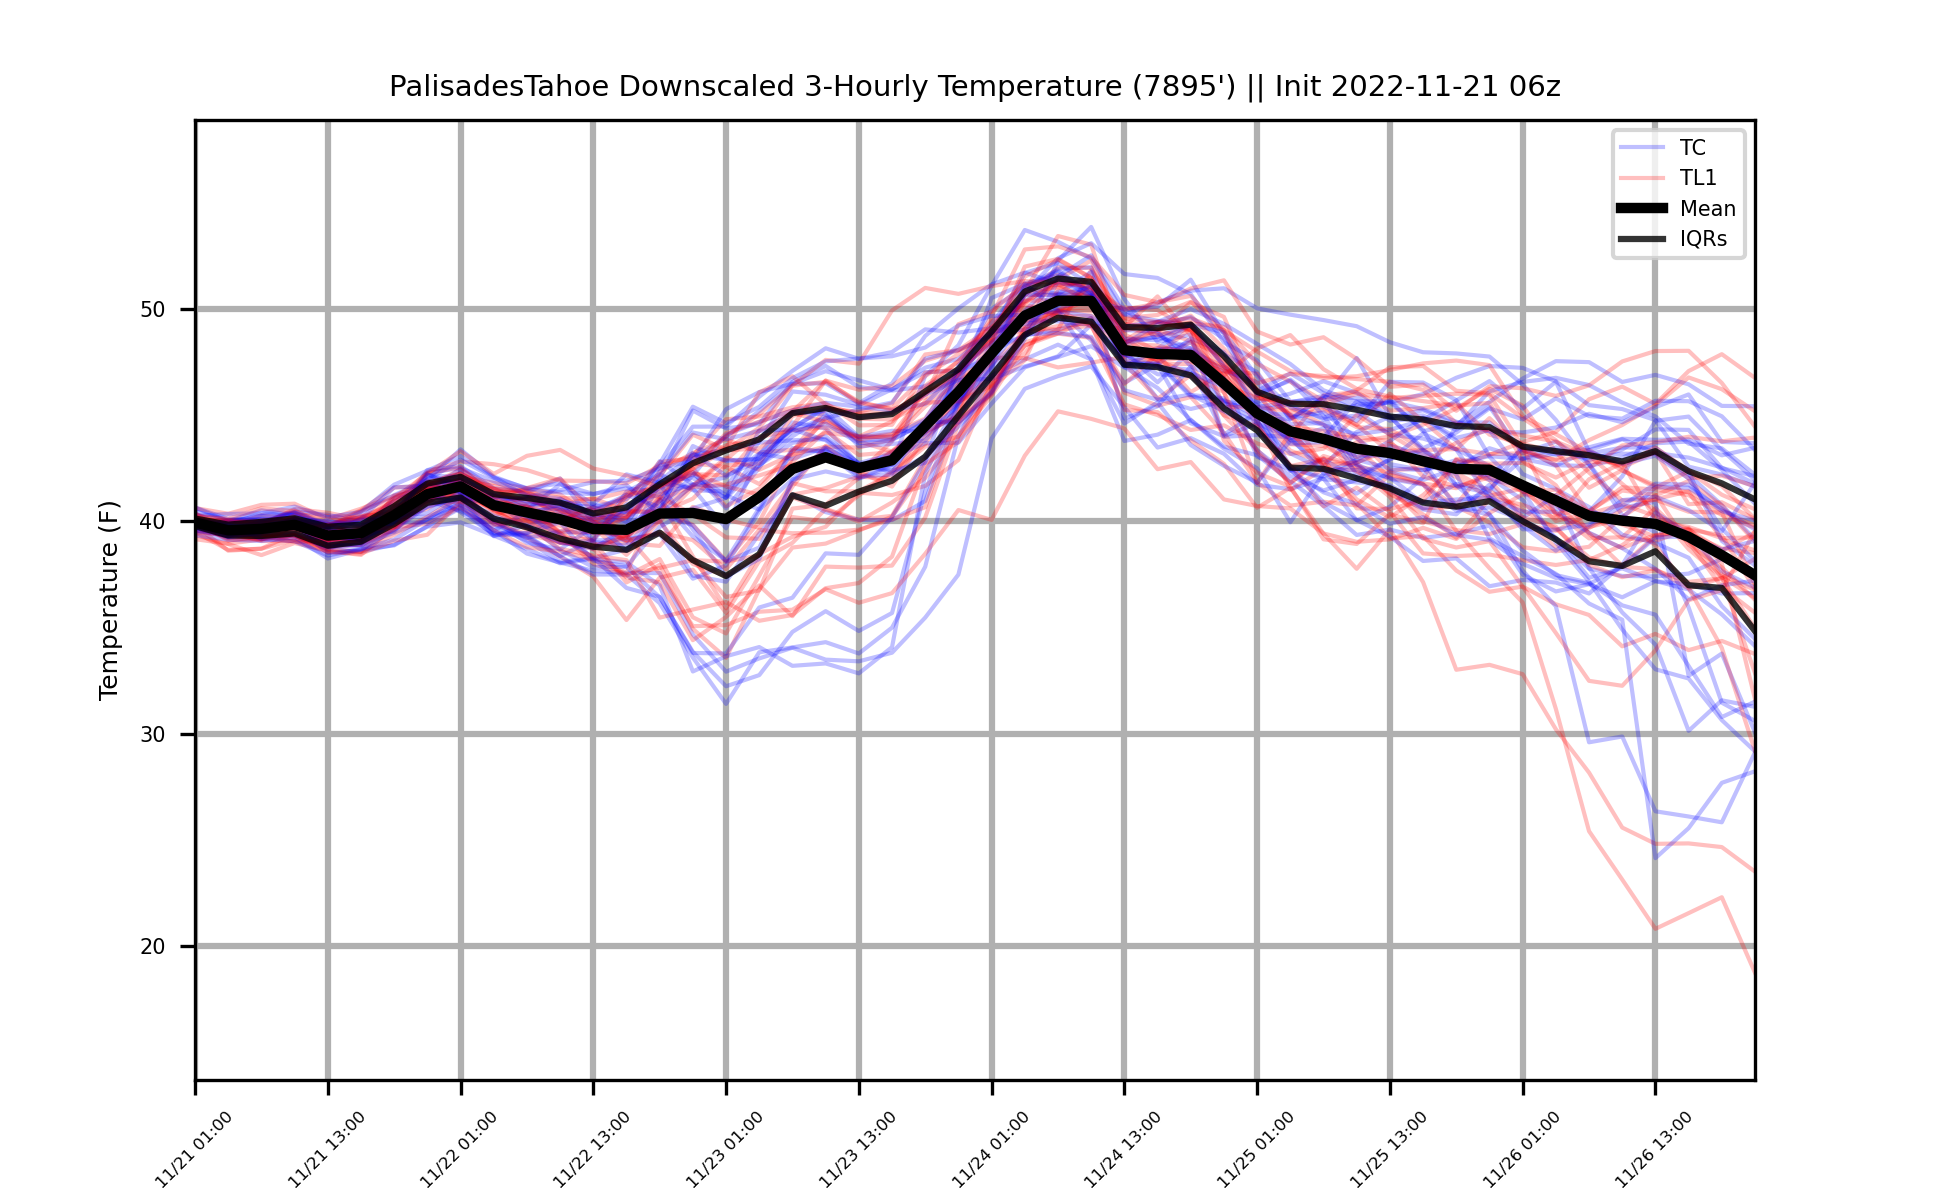 PalisadesTahoe Downscaled 3-Hourly Temperature (7895') || Init 2022-11-21 06z
TC
TL1
Mean
IQRs
Temperature (F)
50
40
30
20
11/21 01:00
11/21 13:00
11/22 01:00
11/22 13:00
11/23 01:00
11/23 13:00
11/24 01:00
11/24 13:00
11/25 01:00
11/25 13:00
11/26 01:00
11/26 13:00